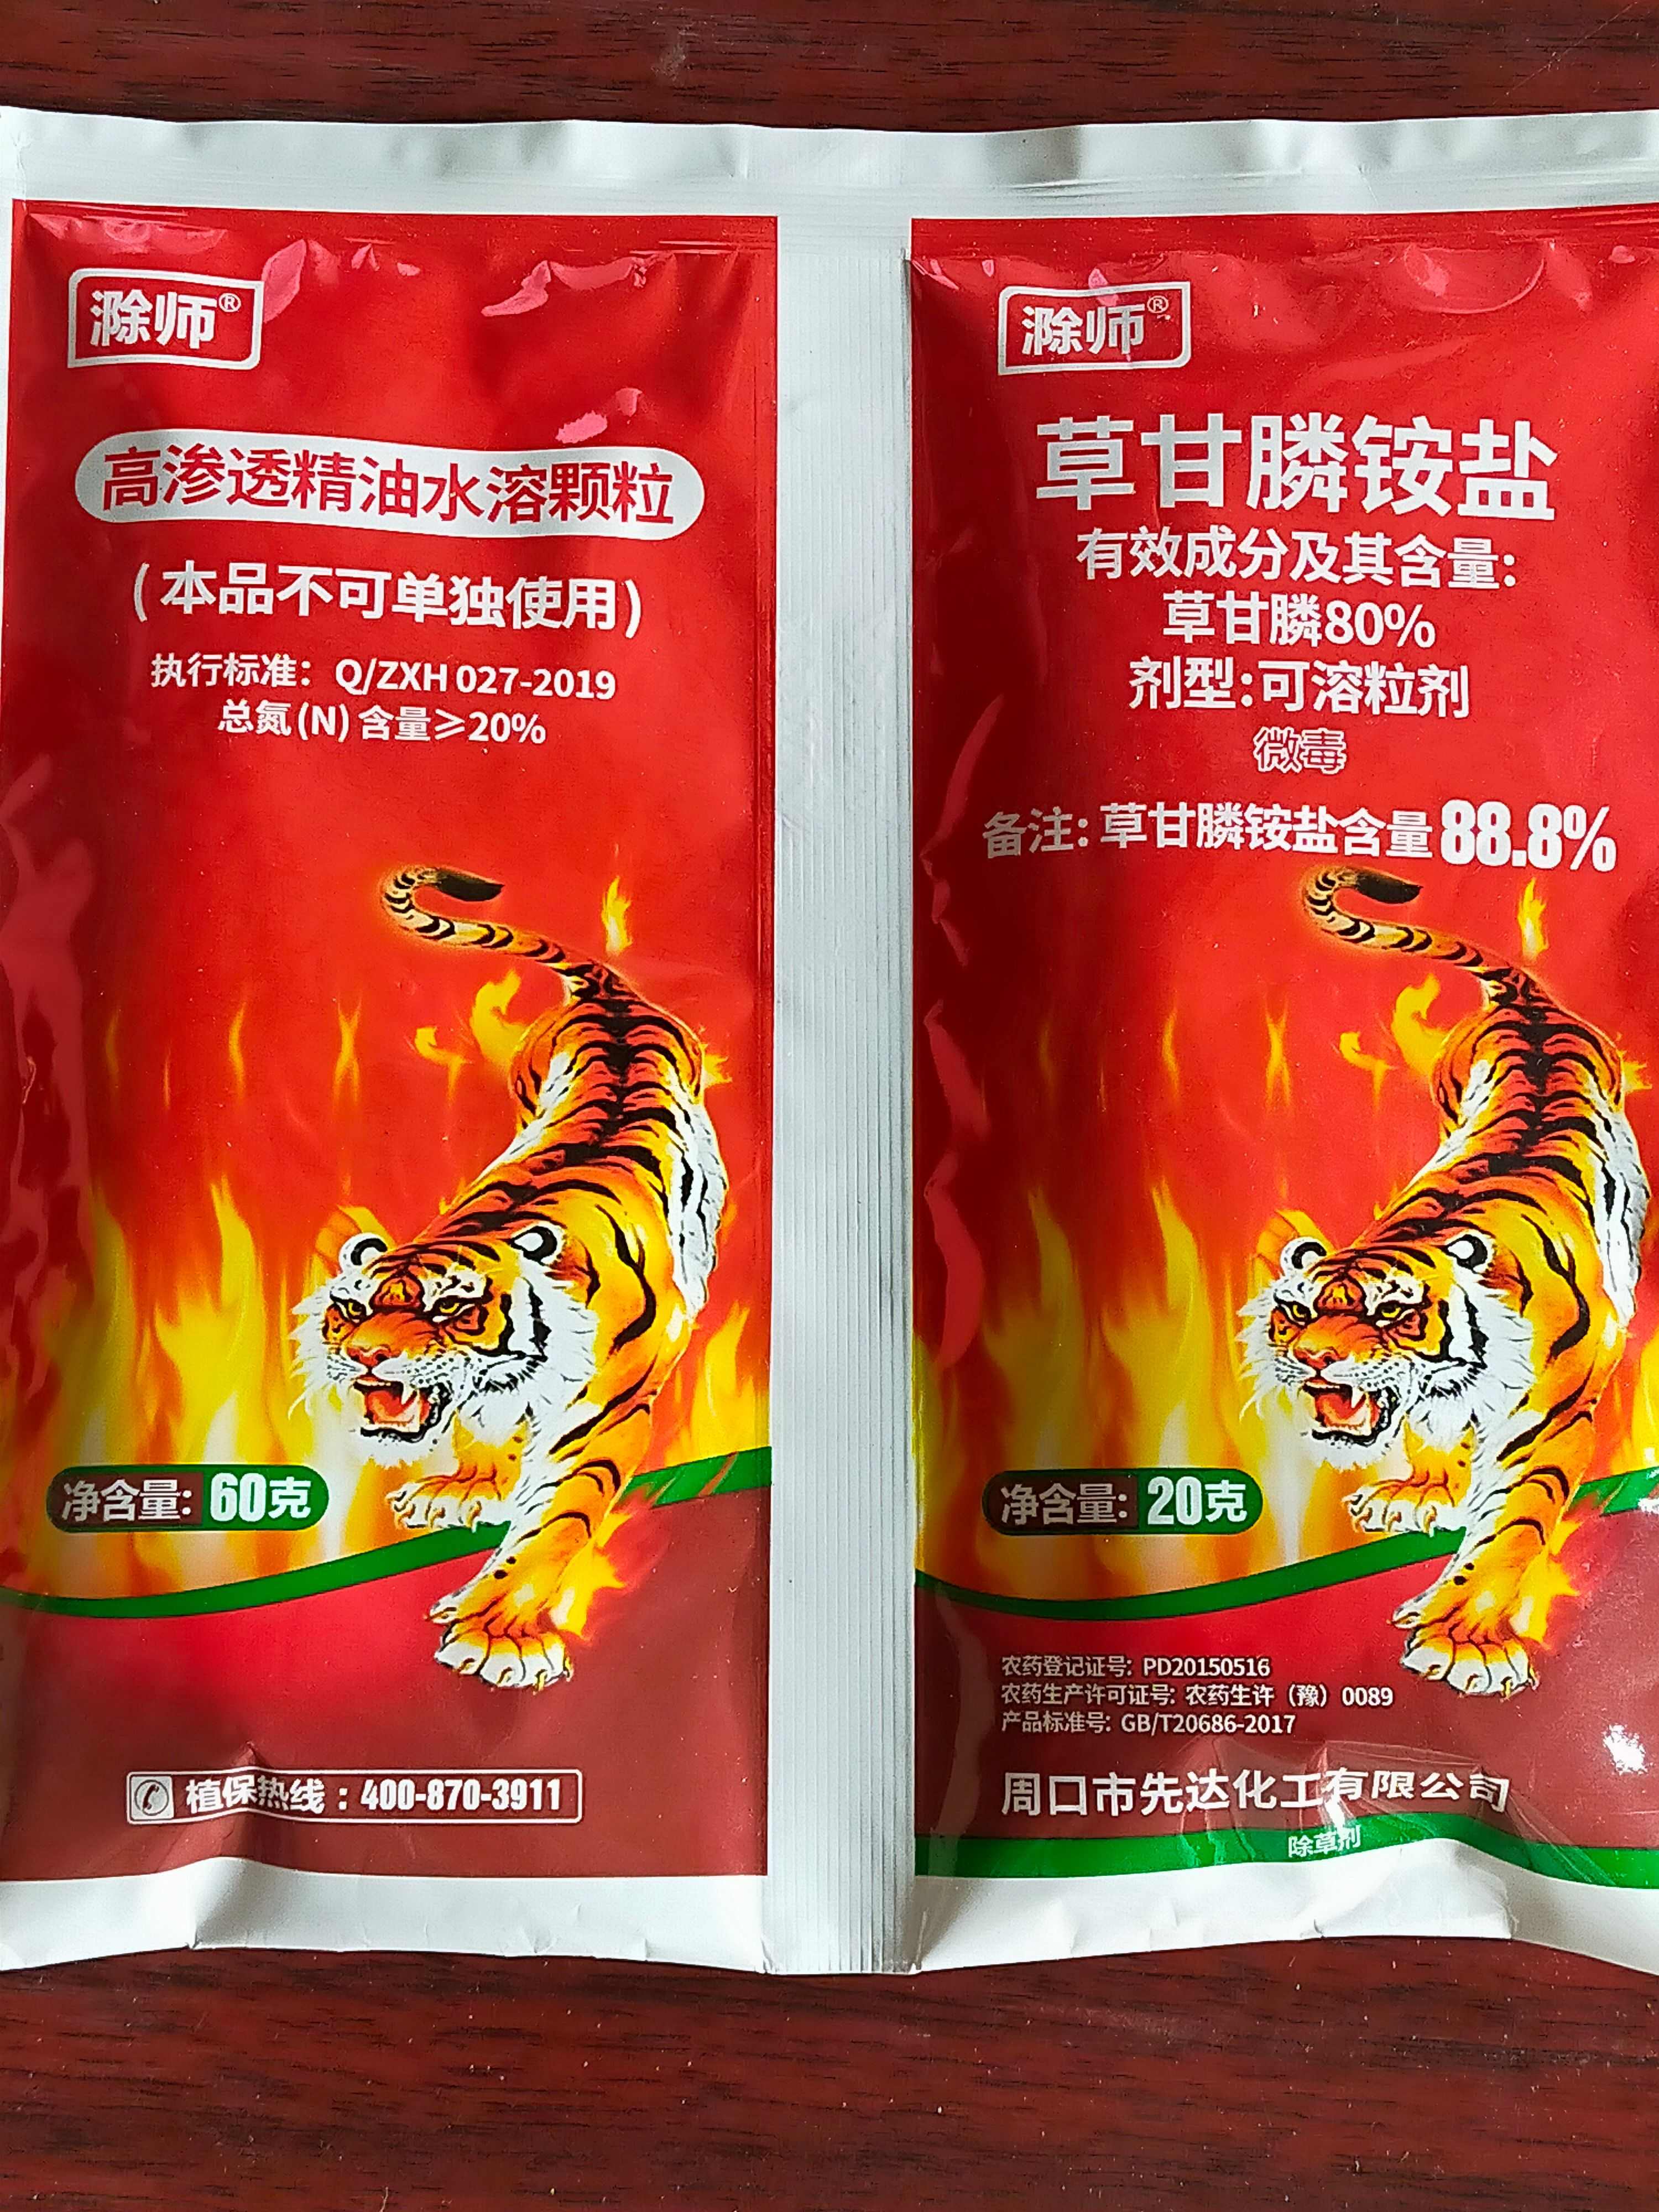 滁师®
高渗透精油水溶颗粒
(本品不可单独使用)
执行标准：Q/ZXH 027-2019
总氮(N)含量≥20%
净含量: 60克
植保热线：400-870-3911
滁师®
草甘膦铵盐
有效成分及其含量:
草甘膦80%
剂型:可溶粒剂
微毒
备注: 草甘膦铵盐含量88.8%
净含量: 20克
农药登记证号: PD20150516
农药生产许可证号: 农药生许（豫）0089
产品标准号: GB/T20686-2017
周口市先达化工有限公司
除草剂